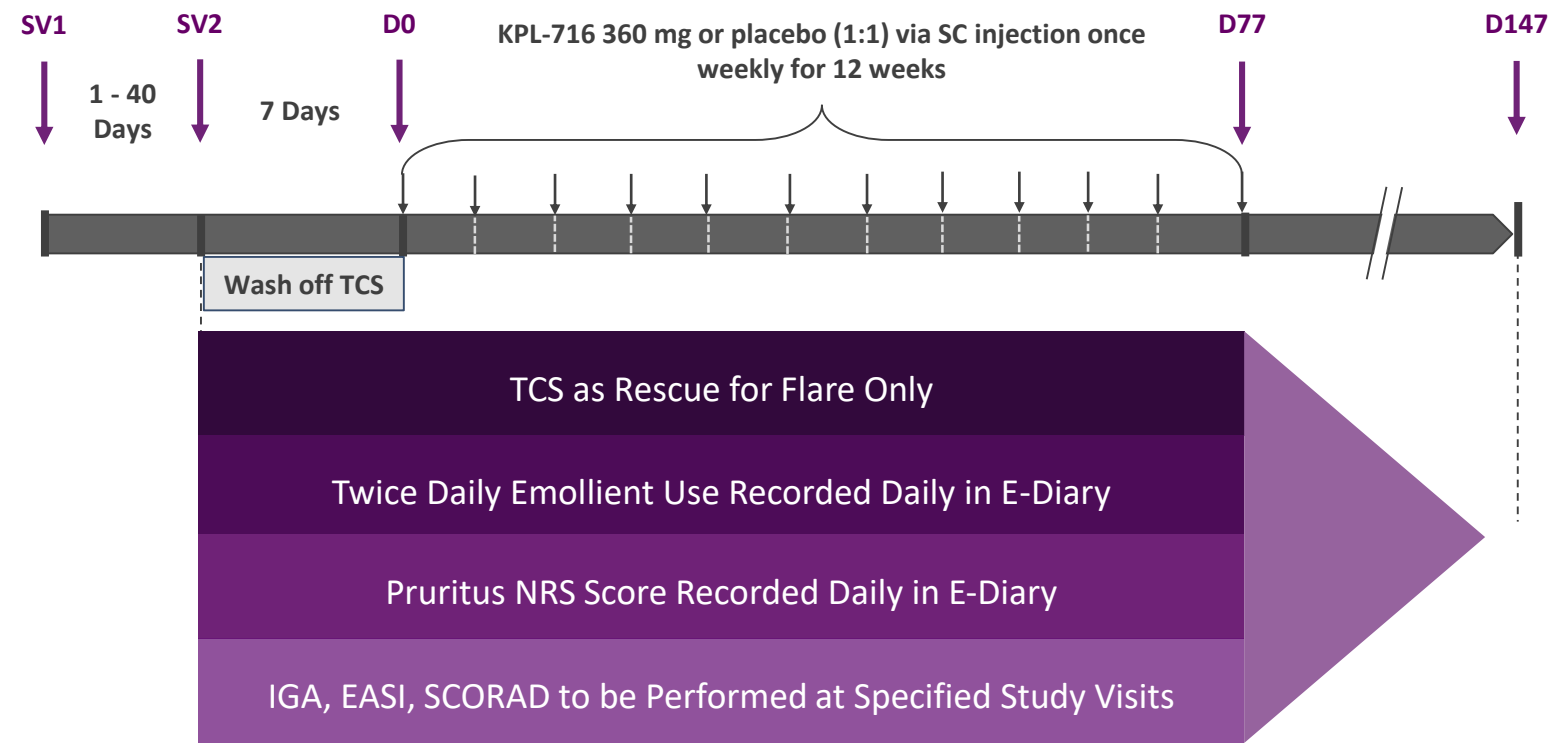 SV1
SV2
D0
KPL-716 360 mg or placebo (1:1) via SC injection once
weekly for 12 weeks
D77
D147
1 - 40
Days
7 Days
Wash off TCS
TCS as Rescue for Flare Only
Twice Daily Emollient Use Recorded Daily in E-Diary
Pruritus NRS Score Recorded Daily in E-Diary
IGA, EASI, SCORAD to be Performed at Specified Study Visits